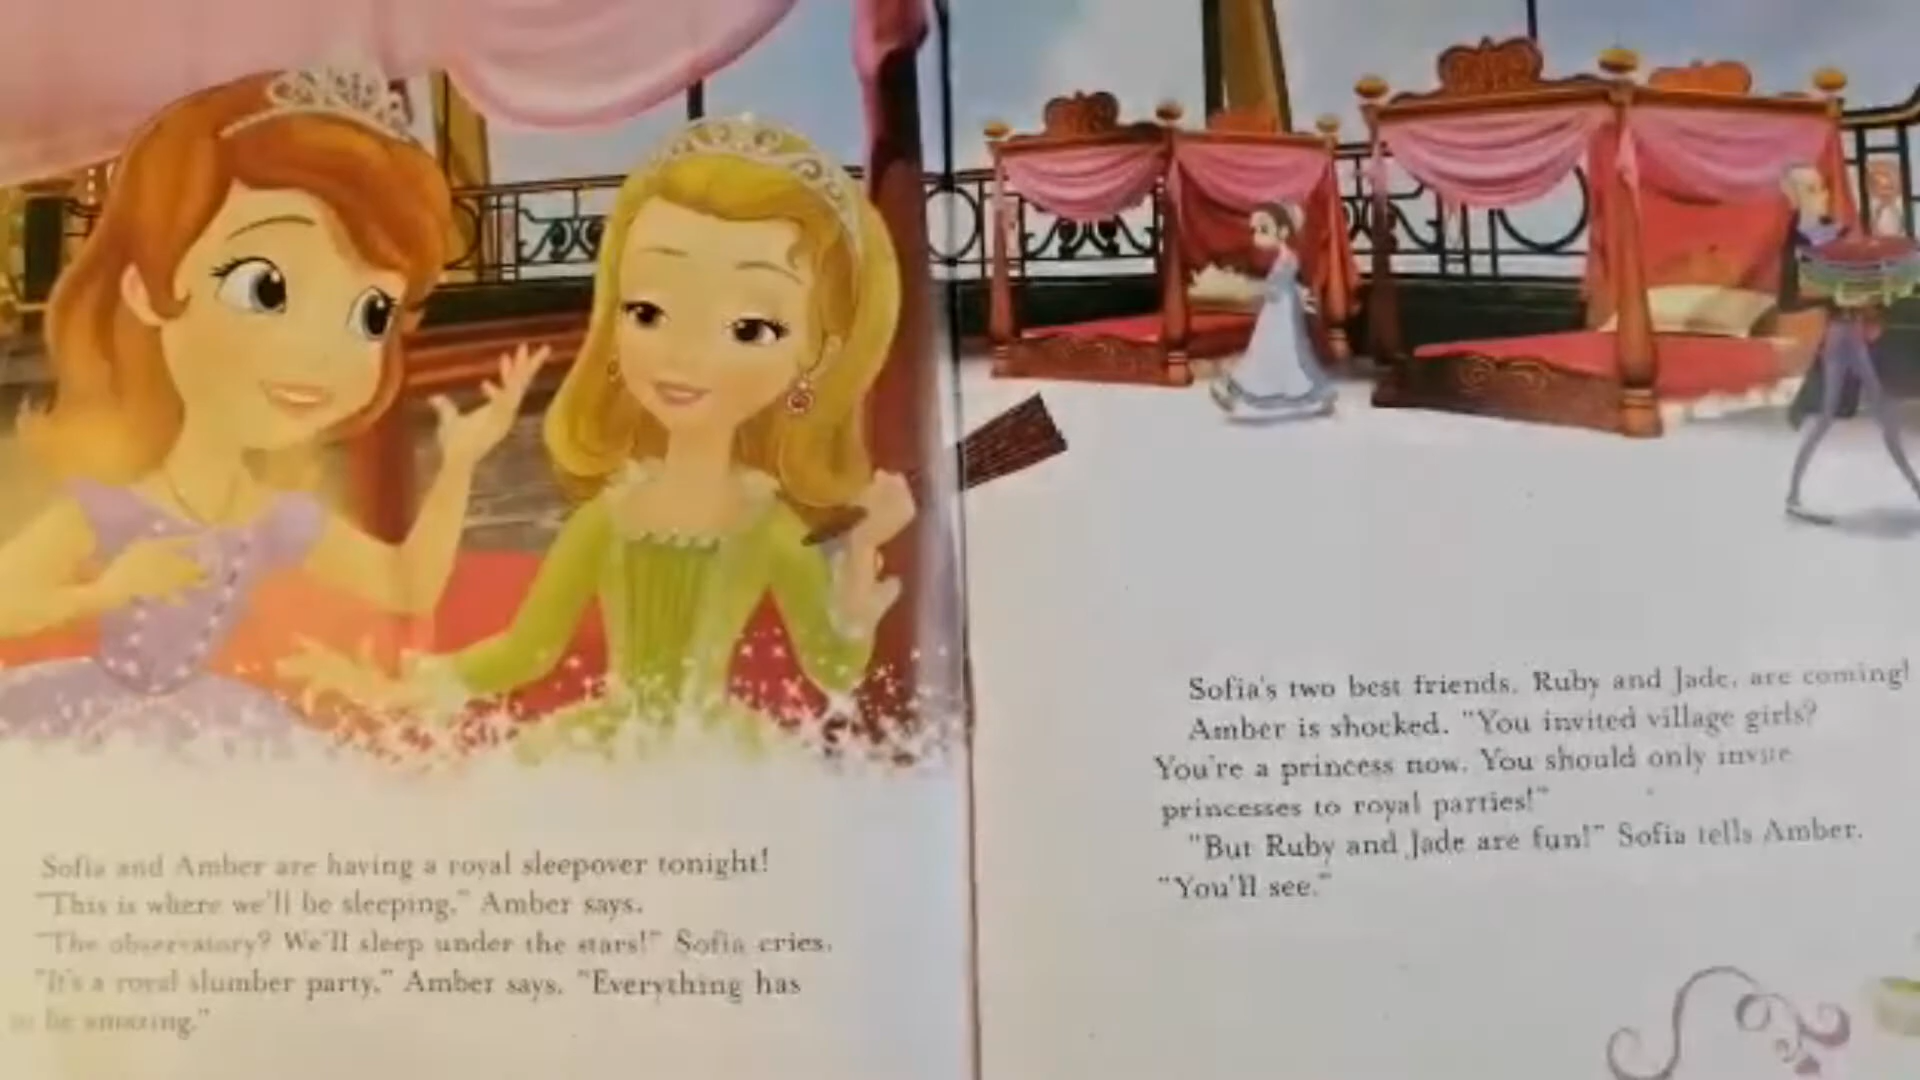 Sofia and Amber are having a royal sleepover tonight!
"This is where we'll be sleeping," Amber says.
"The observatory? We'll sleep under the stars!" Sofia cries.
"It's a royal slumber party," Amber says. "Everything has
to be amazing."
Sofia's two best friends, Ruby and Jade, are coming!
Amber is shocked. "You invited village girls?
You're a princess now. You should only invite
princesses to royal parties!"
"But Ruby and Jade are fun!" Sofia tells Amber.
"You'll see."